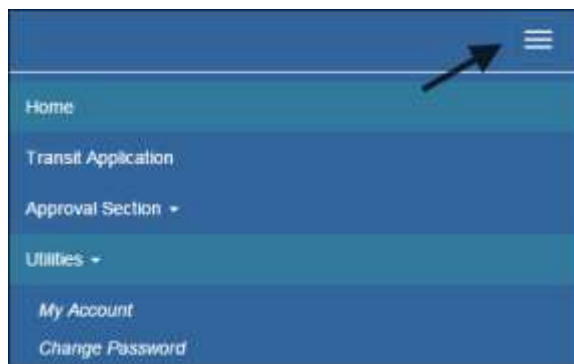 Home
Transit Application
Approval Section
Utilities
My Account
Change Password